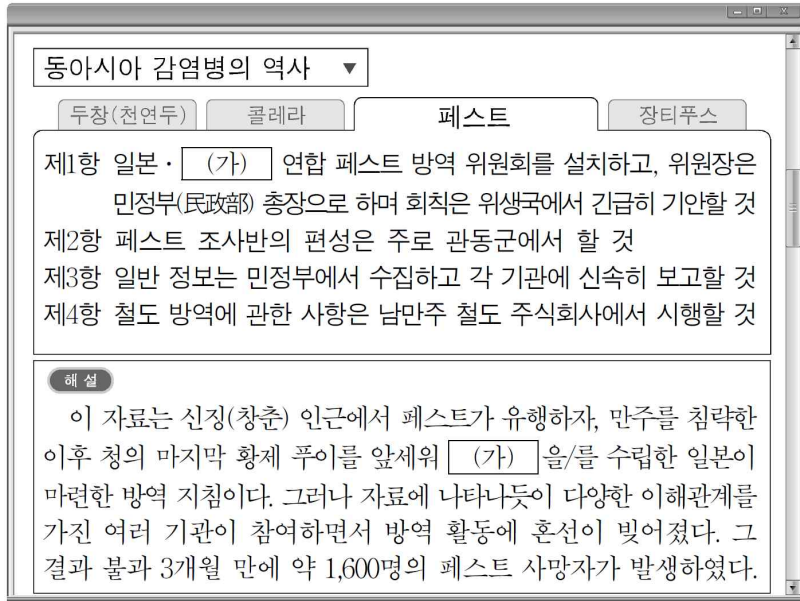 동아시아 감염병의 역사 ▼
두창(천연두) 콜레라 페스트 장티푸스
제1항 일본 · (가) 연합 페스트 방역 위원회를 설치하고, 위원장은
민정부(民政部) 총장으로 하며 회칙은 위생국에서 긴급히 기안할 것
제2항 페스트 조사반의 편성은 주로 관동군에서 할 것
제3항 일반 정보는 민정부에서 수집하고 각 기관에 신속히 보고할 것
제4항 철도 방역에 관한 사항은 남만주 철도 주식회사에서 시행할 것
해설
이 자료는 신징(창춘) 인근에서 페스트가 유행하자, 만주를 침략한
이후 청의 마지막 황제 푸이를 앞세워 (가) 을/를 수립한 일본이
마련한 방역 지침이다. 그러나 자료에 나타나듯이 다양한 이해관계를
가진 여러 기관이 참여하면서 방역 활동에 혼선이 빚어졌다. 그
결과 불과 3개월 만에 약 1,600명의 페스트 사망자가 발생하였다.